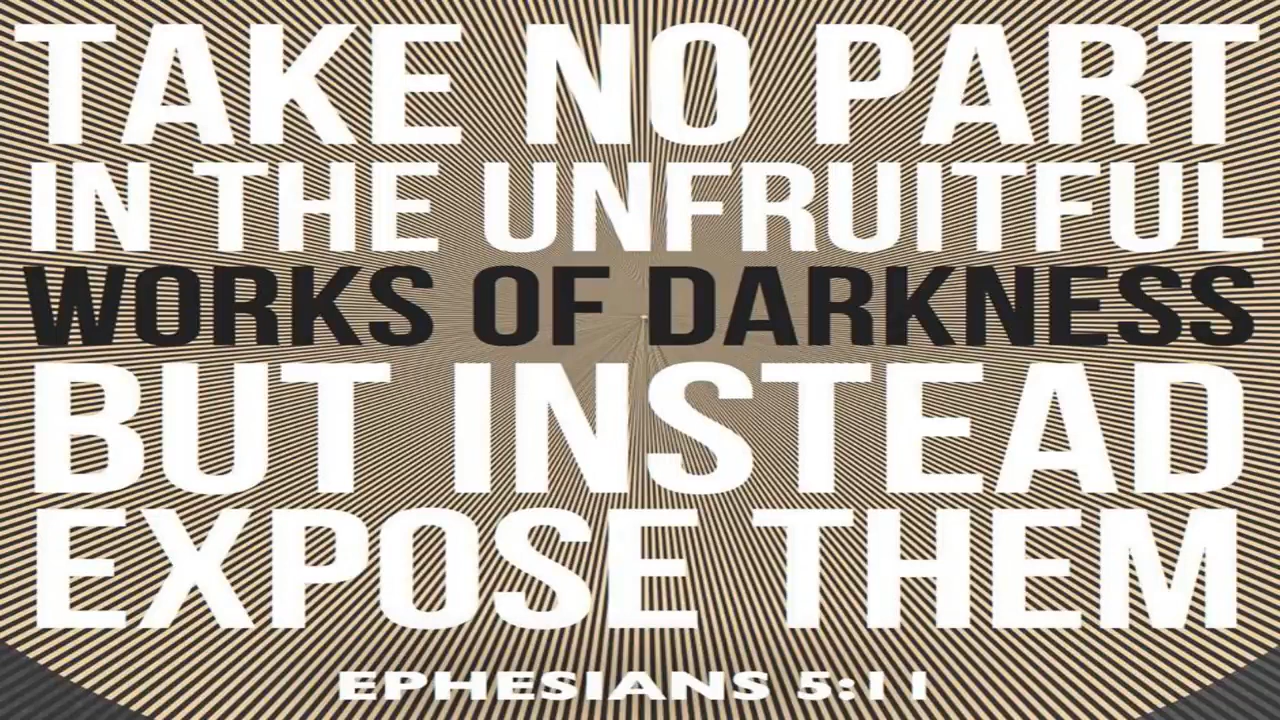 TAKE NO PART
IN THE UNFRUITFUL
WORKS OF DARKNESS
BUT INSTEAD
EXPOSE THEM
EPHESIANS 5:11